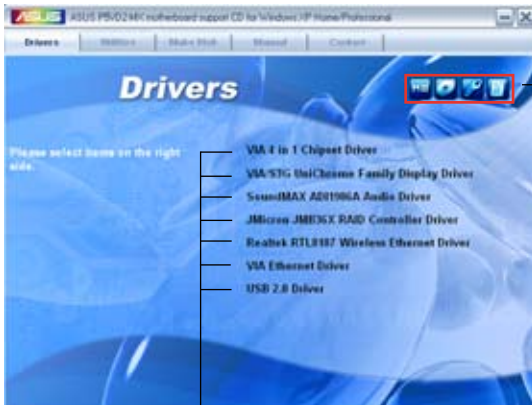 ASUS ASUS P5VD2-MX motherboard support CD for Windows XP Home/Professional
Drivers Utilities Make Disk Manual Contact
Drivers
Please select items on the right
side.
VIA 4 in 1 Chipset Driver
VIA/S3G UniChrome Family Display Driver
SoundMAX ADI1986A Audio Driver
JMicron JMB36X RAID Controller Driver
Realtek RTL8187 Wireless Ethernet Driver
VIA Ethernet Driver
USB 2.0 Driver